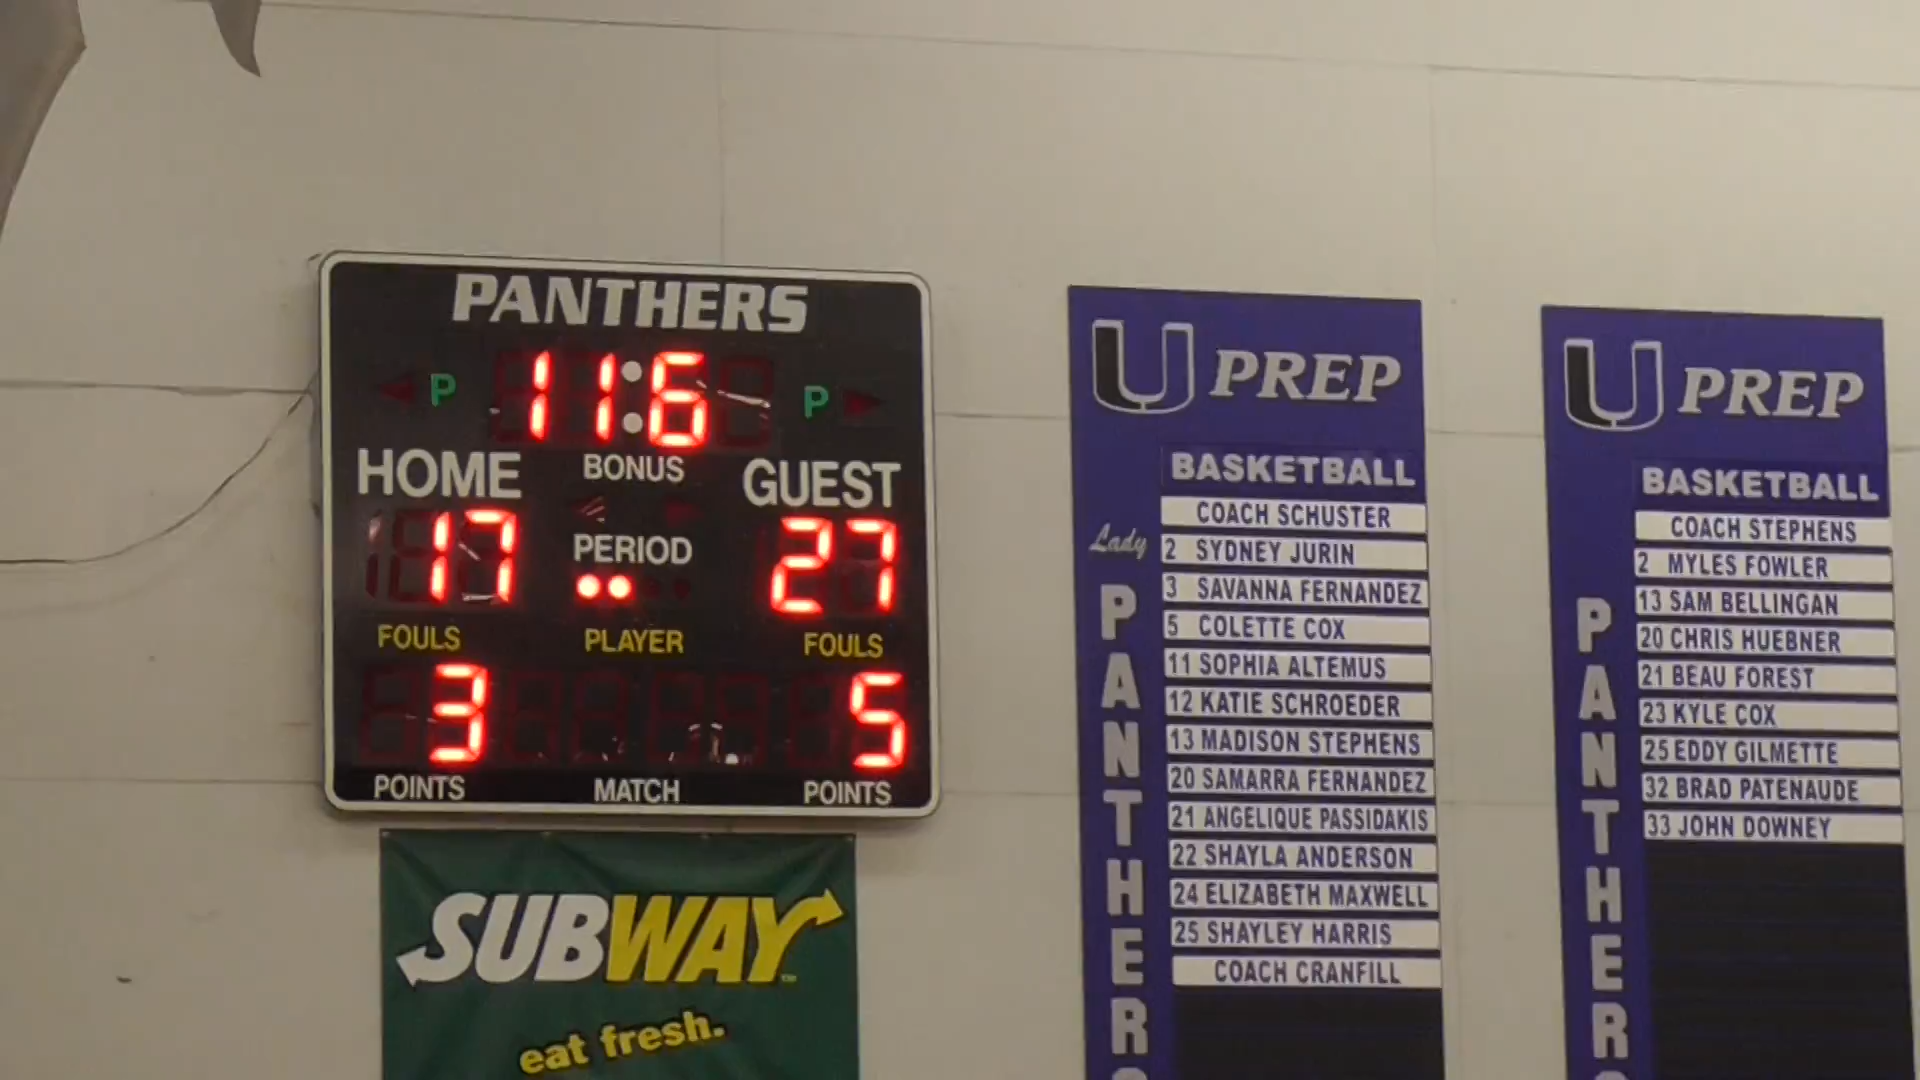 PANTHERS
P 11:6 P
HOME BONUS GUEST
17 PERIOD 27
FOULS PLAYER FOULS
3 5
POINTS MATCH POINTS
SUBWAY™
eat fresh.
U PREP
BASKETBALL
COACH SCHUSTER
Lady
2 SYDNEY JURIN
3 SAVANNA FERNANDEZ
5 COLETTE COX
11 SOPHIA ALTEMUS
12 KATIE SCHROEDER
13 MADISON STEPHENS
20 SAMARRA FERNANDEZ
21 ANGELIQUE PASSIDAKIS
22 SHAYLA ANDERSON
24 ELIZABETH MAXWELL
25 SHAYLEY HARRIS
COACH CRANFILL
PANTHERS
U PREP
BASKETBALL
COACH STEPHENS
2 MYLES FOWLER
13 SAM BELLINGAN
20 CHRIS HUEBNER
21 BEAU FOREST
23 KYLE COX
25 EDDY GILMETTE
32 BRAD PATENAUDE
33 JOHN DOWNEY
PANTHERS